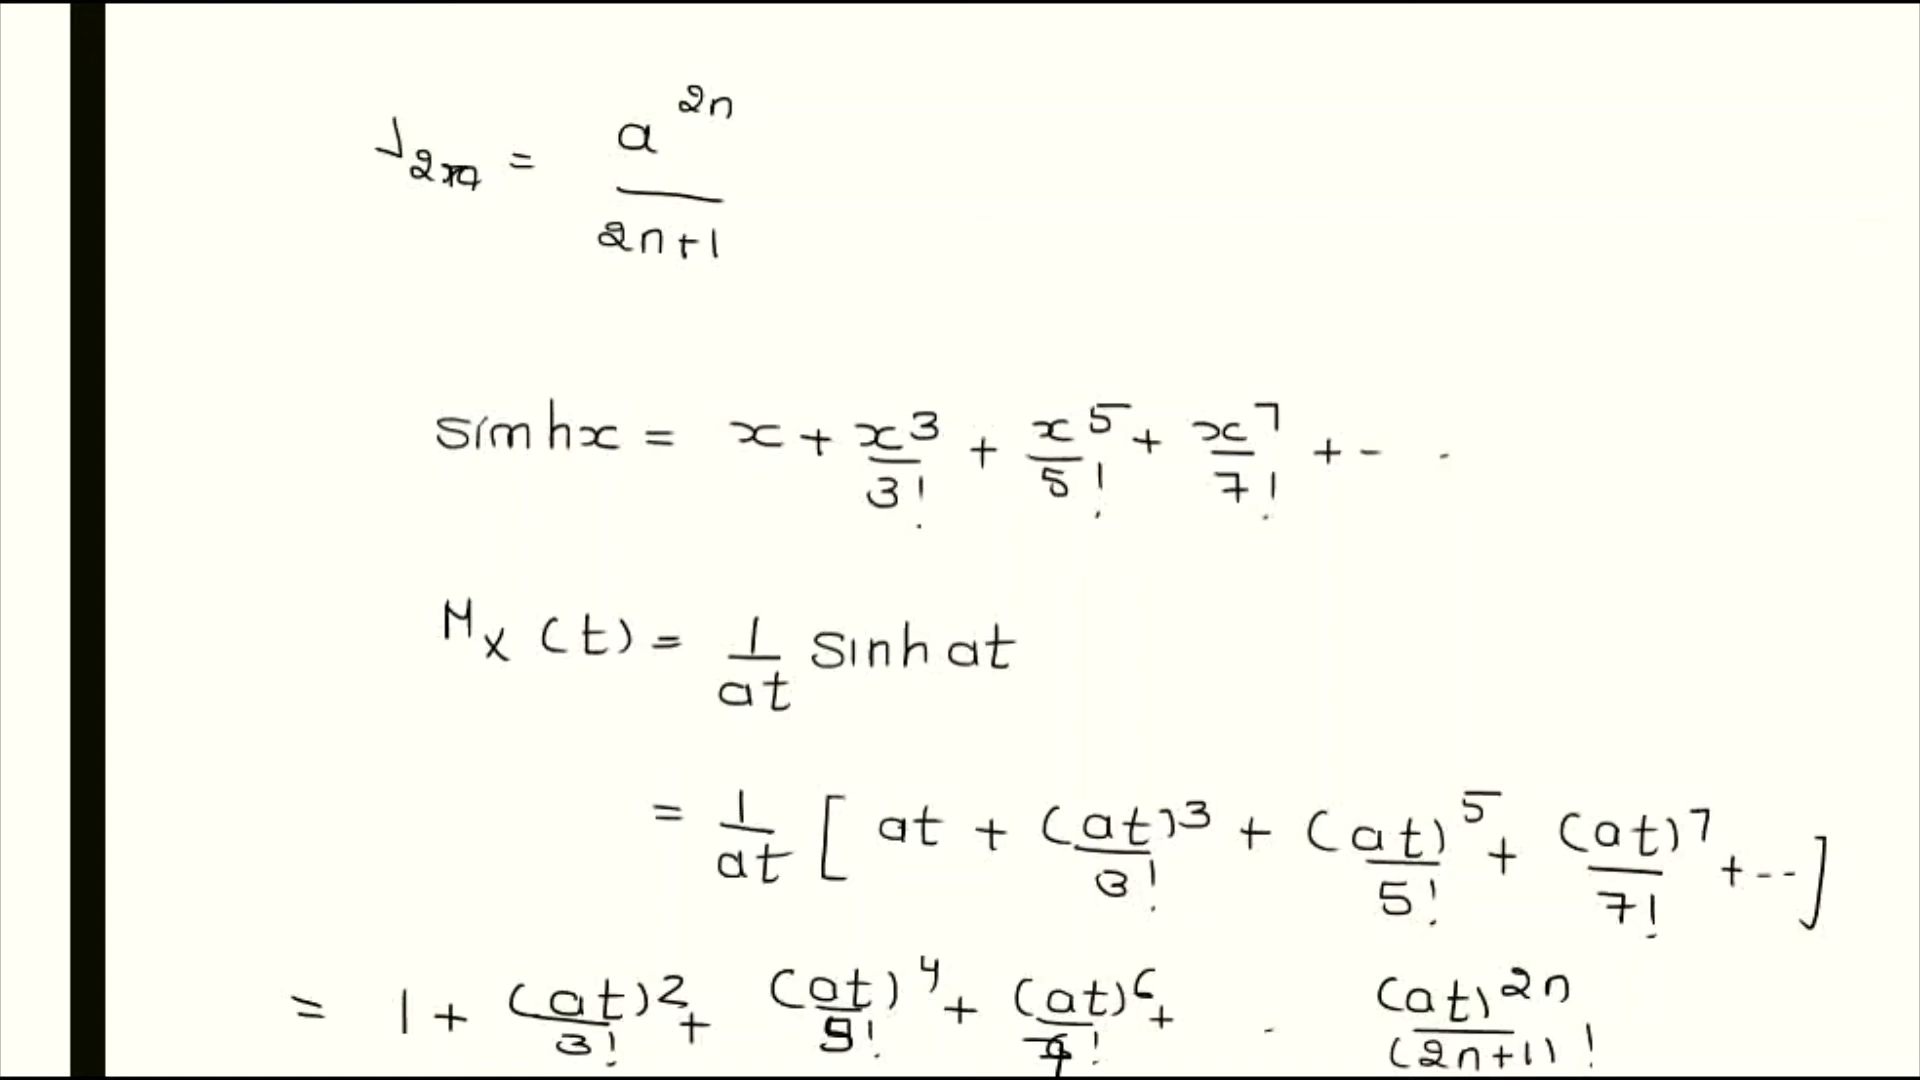 μ₂ₙ = a^{2n} / (2n+1)
sinhx = x + x^3/3! + x^5/5! + x^7/7! + - .
M_X (t) = 1/at sinh at
= 1/at [ at + (at)^3/3! + (at)^5/5! + (at)^7/7! + -- ]
= 1 + (at)^2/3! + (at)^4/5! + (at)^6/7! + . (at)^{2n}/(2n+1)!